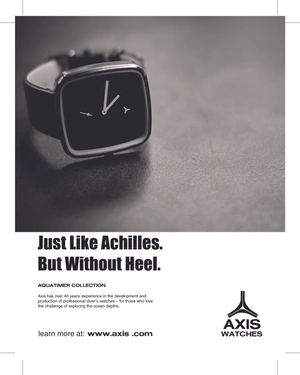 Just Like Achilles.
But Without Heel.
AQUATIMER COLLECTION
Axis has over 40 years' experience in the development and
production of professional diver's watches – for those who love
the challenge of exploring the ocean depths.
learn more at: www.axis .com
AXIS
WATCHES